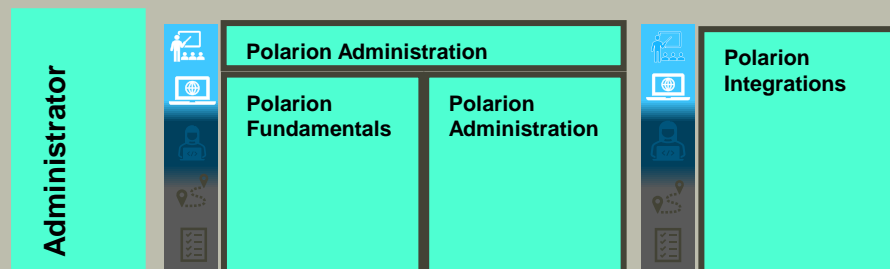 Administrator
Polarion Administration
Polarion
Fundamentals
Polarion
Administration
Polarion
Integrations